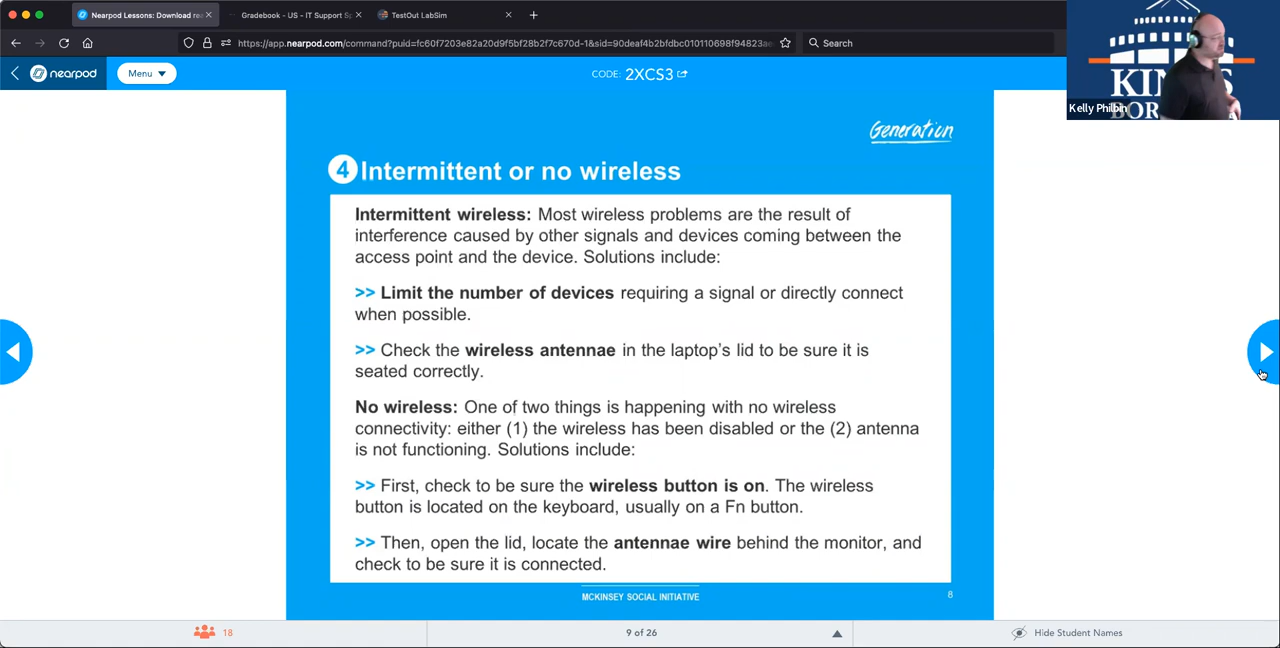 Nearpod Lessons: Download rea
Gradebook - US - IT Support Sp
TestOut LabSim
https://app.nearpod.com/command?puid=fc60f7203e82a20d9f5bf28b2f7c670d-1&sid=90deaf4b2bfdbc010110698f94823a
Search
nearpod
Menu
CODE: 2XCS3
Kelly Philbin
Generation
4 Intermittent or no wireless
Intermittent wireless: Most wireless problems are the result of
interference caused by other signals and devices coming between the
access point and the device. Solutions include:
>> Limit the number of devices requiring a signal or directly connect
when possible.
>> Check the wireless antennae in the laptop's lid to be sure it is
seated correctly.
No wireless: One of two things is happening with no wireless
connectivity: either (1) the wireless has been disabled or the (2) antenna
is not functioning. Solutions include:
>> First, check to be sure the wireless button is on. The wireless
button is located on the keyboard, usually on a Fn button.
>> Then, open the lid, locate the antennae wire behind the monitor, and
check to be sure it is connected.
MCKINSEY SOCIAL INITIATIVE
8
18
9 of 26
Hide Student Names